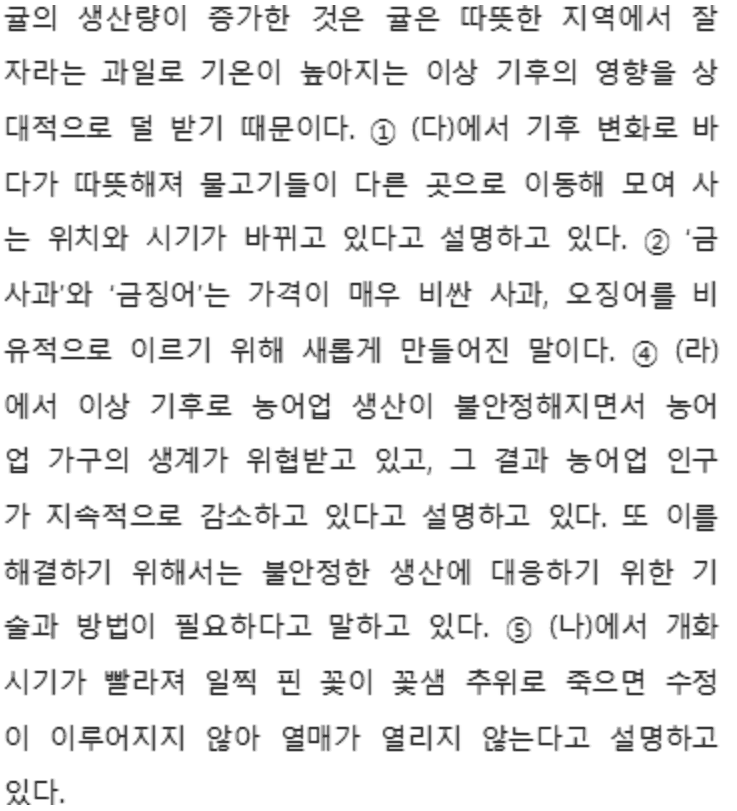 귤의 생산량이 증가한 것은 귤은 따뜻한 지역에서 잘
자라는 과일로 기온이 높아지는 이상 기후의 영향을 상
대적으로 덜 받기 때문이다. ① (다)에서 기후 변화로 바
다가 따뜻해져 물고기들이 다른 곳으로 이동해 모여 사
는 위치와 시기가 바뀌고 있다고 설명하고 있다. ② ‘금
사과’와 ‘금징어’는 가격이 매우 비싼 사과, 오징어를 비
유적으로 이르기 위해 새롭게 만들어진 말이다. ④ (라)
에서 이상 기후로 농어업 생산이 불안정해지면서 농어
업 가구의 생계가 위협받고 있고, 그 결과 농어업 인구
가 지속적으로 감소하고 있다고 설명하고 있다. 또 이를
해결하기 위해서는 불안정한 생산에 대응하기 위한 기
술과 방법이 필요하다고 말하고 있다. ⑤ (나)에서 개화
시기가 빨라져 일찍 핀 꽃이 꽃샘 추위로 죽으면 수정
이 이루어지지 않아 열매가 열리지 않는다고 설명하고
있다.